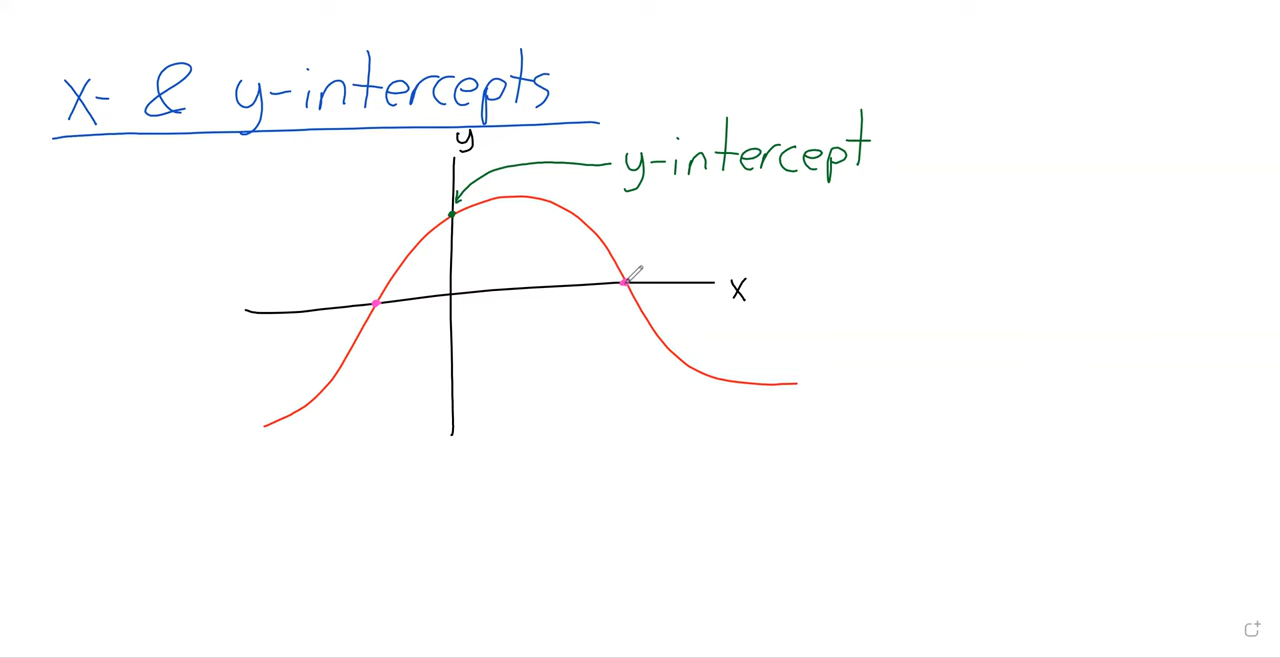 x- & y-intercepts
y
y-intercept
x